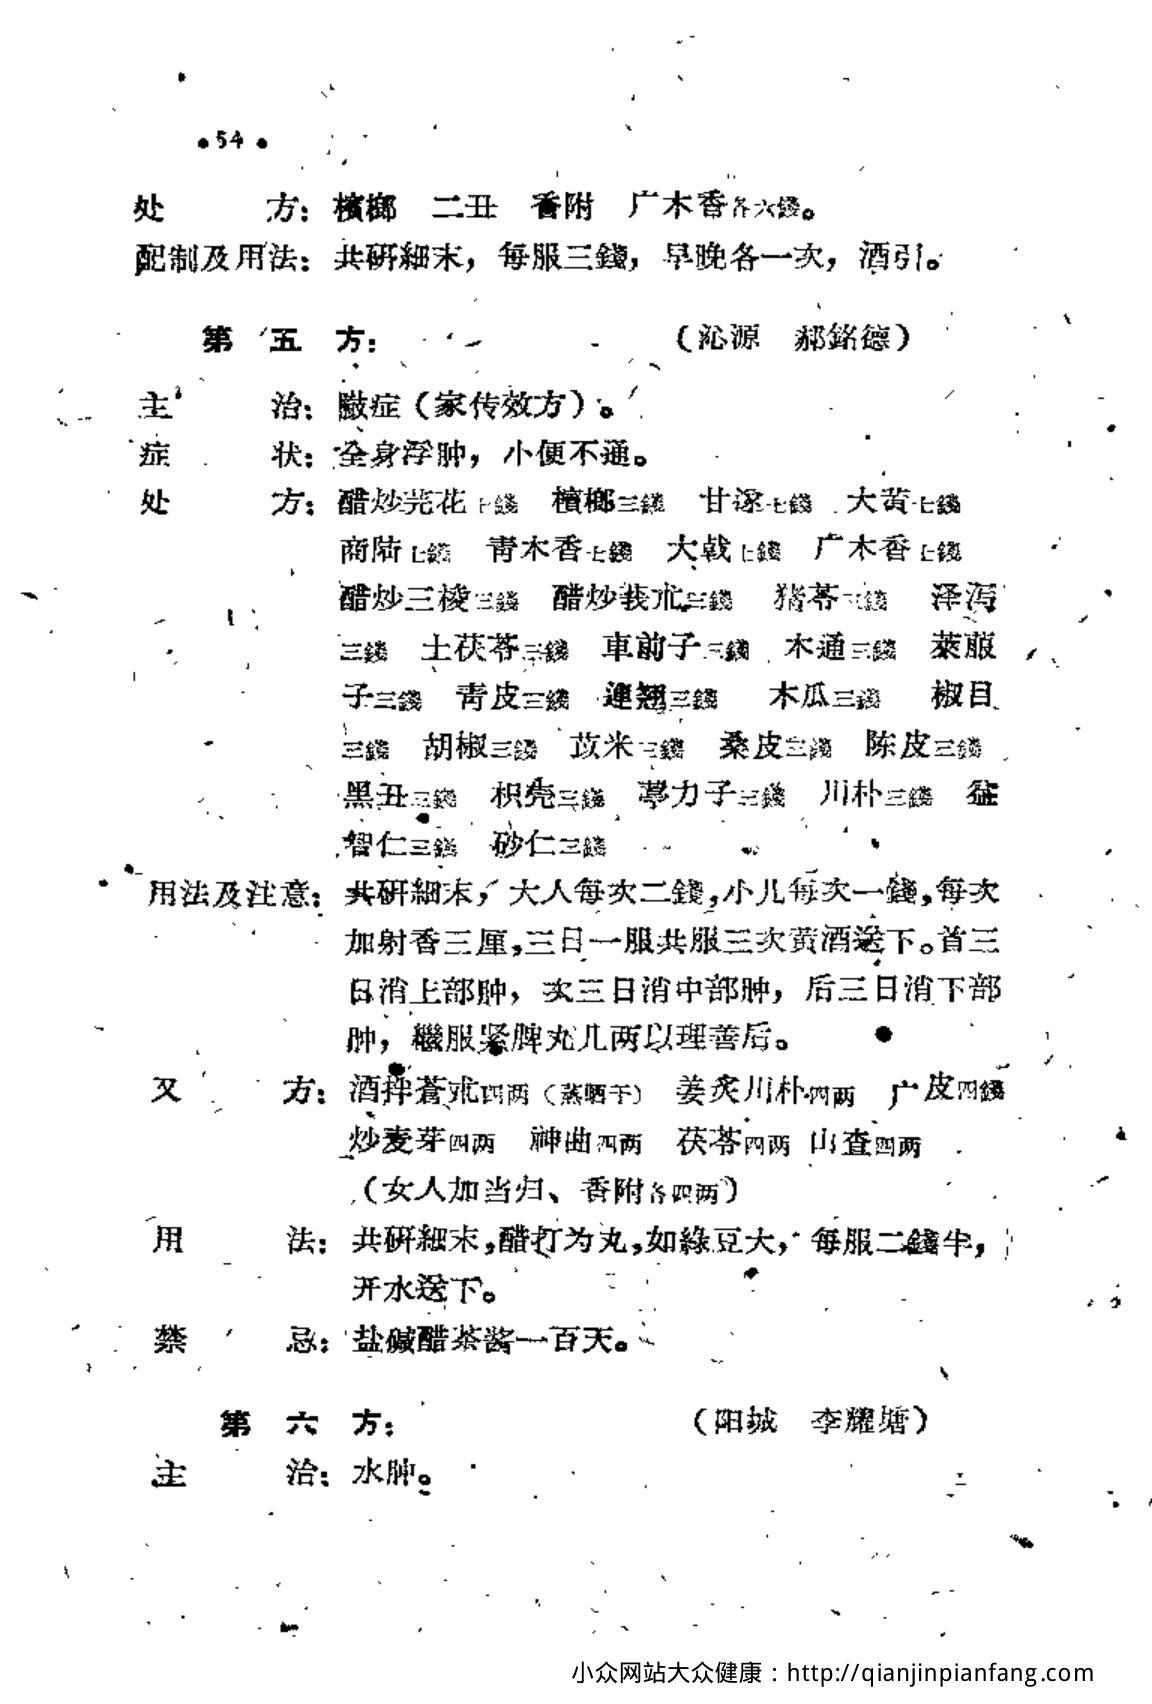 •54•
处方：檳榔 二丑 香附 广木香各六錢。
配制及用法：共研細末，每服三錢，早晚各一次，酒引。
第五方： （沁源 郝銘德）
主治：臌症（家传效方）。
症状：全身浮肿，小便不通。
处方：醋炒芫花七錢 檳榔三錢 甘遂七錢 大黄七錢
商陆七錢 青木香七錢 大戟七錢 广木香七錢
醋炒三棱三錢 醋炒莪朮三錢 猪苓三錢 泽泻
三錢 土茯苓三錢 車前子三錢 木通三錢 萊菔
子三錢 青皮三錢 連翘三錢 木瓜三錢 椒目
三錢 胡椒三錢 苡米三錢 桑皮三錢 陈皮三錢
黑丑三錢 枳壳三錢 葶力子三錢 川朴三錢 益
智仁三錢 砂仁三錢
用法及注意：共研細末，大人每次二錢，小儿每次一錢，每次
加射香三厘，三日一服共服三次黄酒送下。首三
日消上部肿，次三日消中部肿，后三日消下部
肿，繼服紧脾丸几两以理善后。
又方：酒拌蒼朮四两（蒸晒干） 姜炙川朴四两 广皮四錢
炒麦芽四两 神曲四两 茯苓四两 山查四两
（女人加当归、香附各四两）
用法：共研細末，醋打为丸，如綠豆大，每服二錢半，
开水送下。
禁忌：盐碱醋茶酱一百天。
第六方： （阳城 李耀塘）
主治：水肿。
小众网站大众健康：http://qianjinpianfang.com